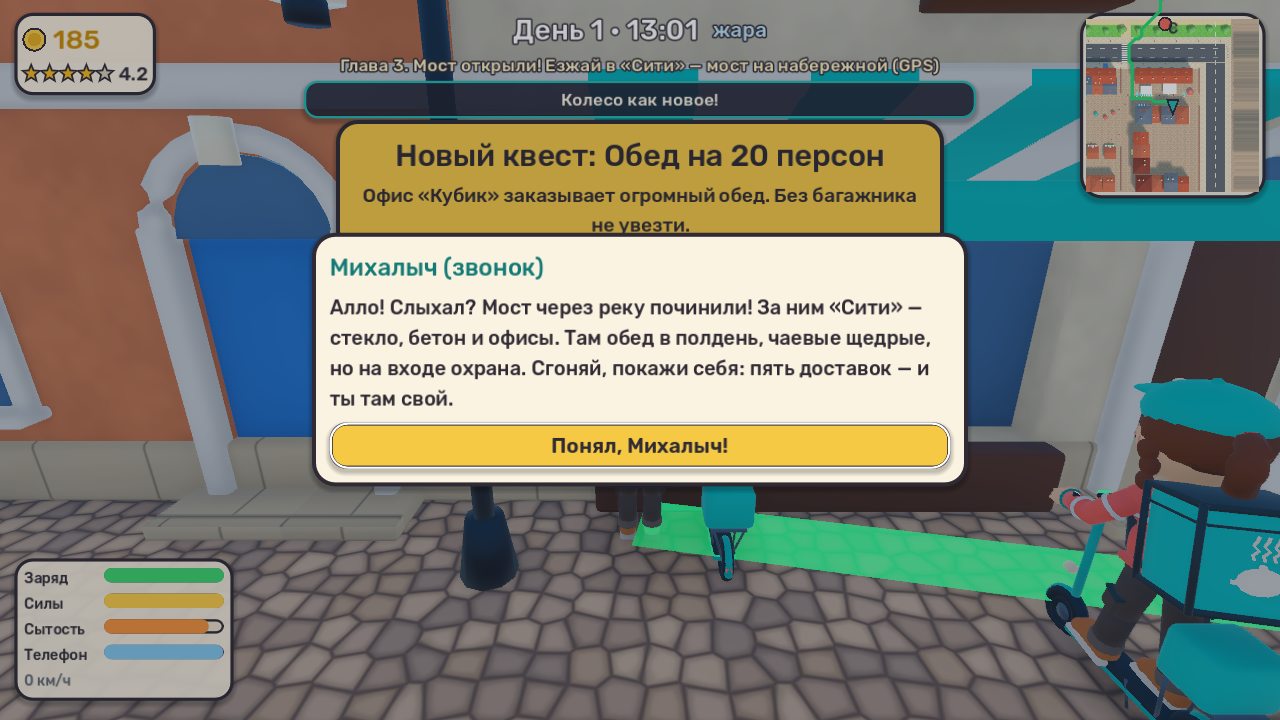 185
4.2
День 1 • 13:01 жара
Глава 3. Мост открыли! Езжай в «Сити» — мост на набережной (GPS)
Колесо как новое!
Новый квест: Обед на 20 персон
Офис «Кубик» заказывает огромный обед. Без багажника
не увезти.
Михалыч (звонок)
Алло! Слыхал? Мост через реку починили! За ним «Сити» —
стекло, бетон и офисы. Там обед в полдень, чаевые щедрые,
но на входе охрана. Сгоняй, покажи себя: пять доставок — и
ты там свой.
Понял, Михалыч!
Заряд
Силы
Сытость
Телефон
0 км/ч